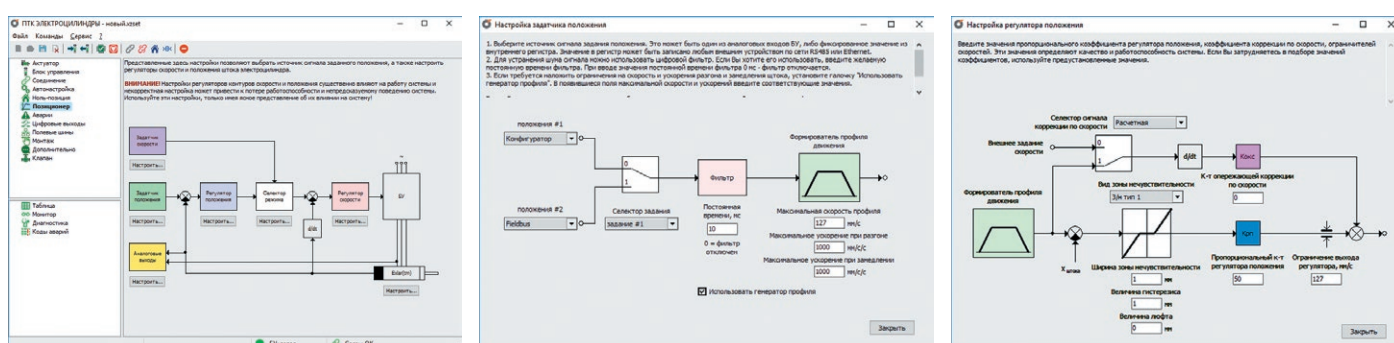 ПТК ЭЛЕКТРОЦИЛИНДРЫ - новый.xset
Файл Команды Сервис ?
Актуатор
Блок управления
Соединение
Автонастройка
Ноль-позиция
Позиционер
Аварии
Цифровые выходы
Полевые шины
Монтаж
Дополнительно
Клапан
Таблица
Монитор
Диагностика
Коды аварий
Представленные здесь настройки позволяют выбрать источник сигнала заданного положения, а также настроить
регуляторы скорости и положения штока электроцилиндра.
ВНИМАНИЕ! Настройки регуляторов контуров скорости и положения существенно влияют на работу системы и
некорректная настройка может привести к потере работоспособности и непредсказуемому поведению системы.
Используйте эти настройки, только имея ясное представление об их влиянии на систему!
Задатчик
скорости
Настроить...
Задатчик
положения
Настроить...
Регулятор
положения
Настроить...
Селектор
режима
Настроить...
Регулятор
скорости
Настроить...
БУ
d/dt
Аналоговые
выходы
Настроить...
Настроить...
Настройка задатчика положения
1. Выберите источник сигнала задания положения. Это может быть один из аналоговых входов БУ, либо фиксированное значение из
внутреннего регистра. Значение в регистр может быть записано любым внешним устройством по сети RS485 или Ethernet.
2. Для устранения шума сигнала можно использовать цифровой фильтр. Если Вы хотите его использовать, введите желаемую
постоянную времени фильтра. При вводе значения постоянной времени фильтра 0 мс - фильтр отключается.
3. Если требуется наложить ограничения на скорость и ускорения разгона и замедления штока, установите галочку "Использовать
генератор профиля". В появившиеся поля максимальной скорости и ускорений введите соответствующие значения.
положения #1
Конфигуратор
положения #2
Fieldbus
0
1
Селектор задания
задание #1
Фильтр
Постоянная
времени, мс
10
0 = фильтр
отключен
Формирователь профиля
движения
Максимальная скорость профиля
127 мм/с
Максимальное ускорение при разгоне
1000 мм/с/с
Максимальное ускорение при замедлении
1000 мм/с/с
Использовать генератор профиля
Закрыть
Настройка регулятора положения
Введите значения пропорционального коэффициента регулятора положения, коэффициента коррекции по скорости, ограничителей
скоростей. Эти значения определяют качество и работоспособность системы. Если Вы затрудняетесь в подборе значений
коэффициентов, используйте предустановленные значения.
Селектор сигнала
коррекции по скорости
Расчетная
Внешнее задание
скорости
0
1
d/dt
Кокс
К-т опережающей коррекции
по скорости
0
Формирователь профиля
движения
Вид зоны нечувствительности
З/н тип 1
X штока
Ширина зоны нечувствительности
1 мм
Величина гистерезиса
1 мм
Величина люфта
0 мм
Крп
Пропорциональный к-т
регулятора положения
50
Ограничение выхода
регулятора, мм/с
127
Закрыть